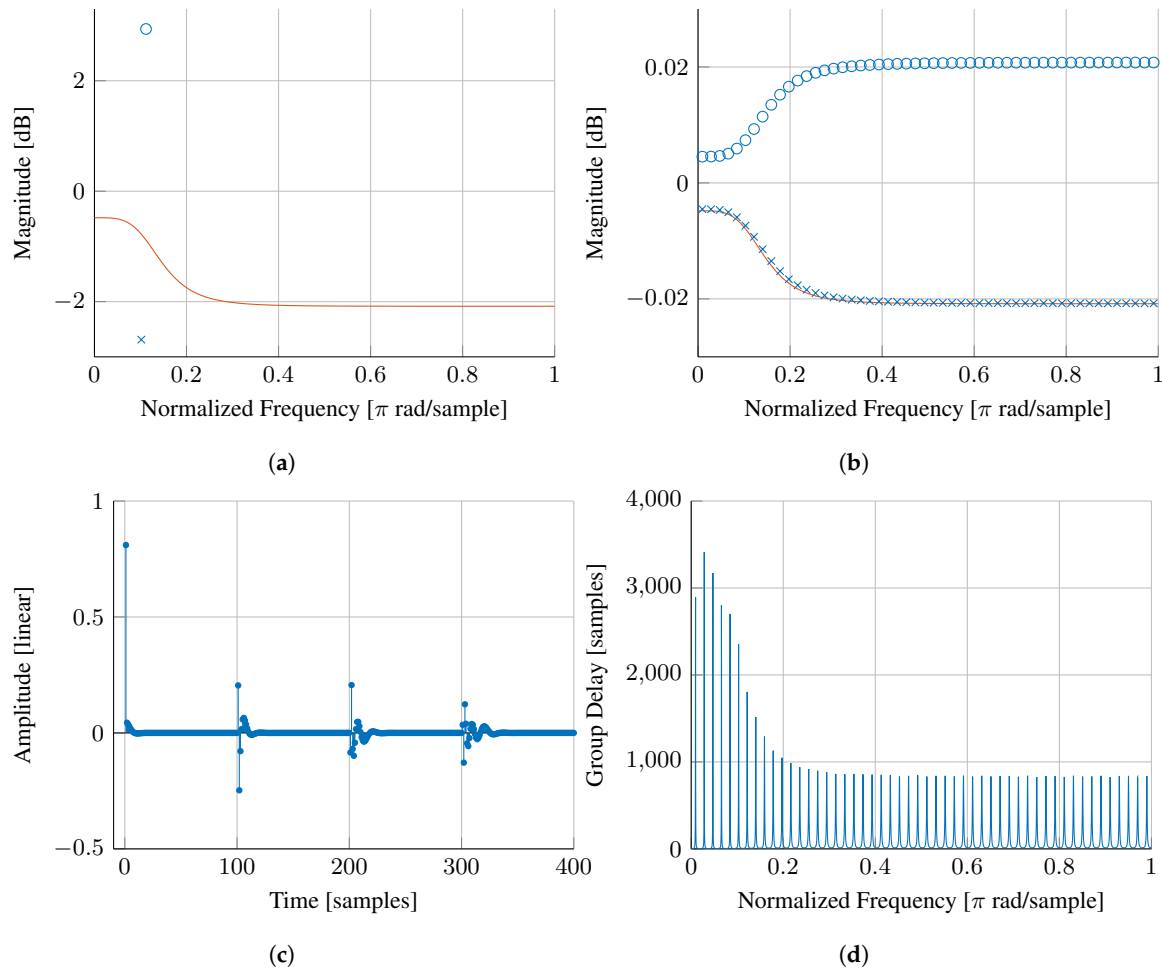 2
0
−2
Magnitude [dB]
0 0.2 0.4 0.6 0.8 1
Normalized Frequency [π rad/sample]
(a)
0.02
0
−0.02
Magnitude [dB]
0 0.2 0.4 0.6 0.8 1
Normalized Frequency [π rad/sample]
(b)
1
0.5
0
−0.5
Amplitude [linear]
0 100 200 300 400
Time [samples]
(c)
4,000
3,000
2,000
1,000
0
Group Delay [samples]
0 0.2 0.4 0.6 0.8 1
Normalized Frequency [π rad/sample]
(d)